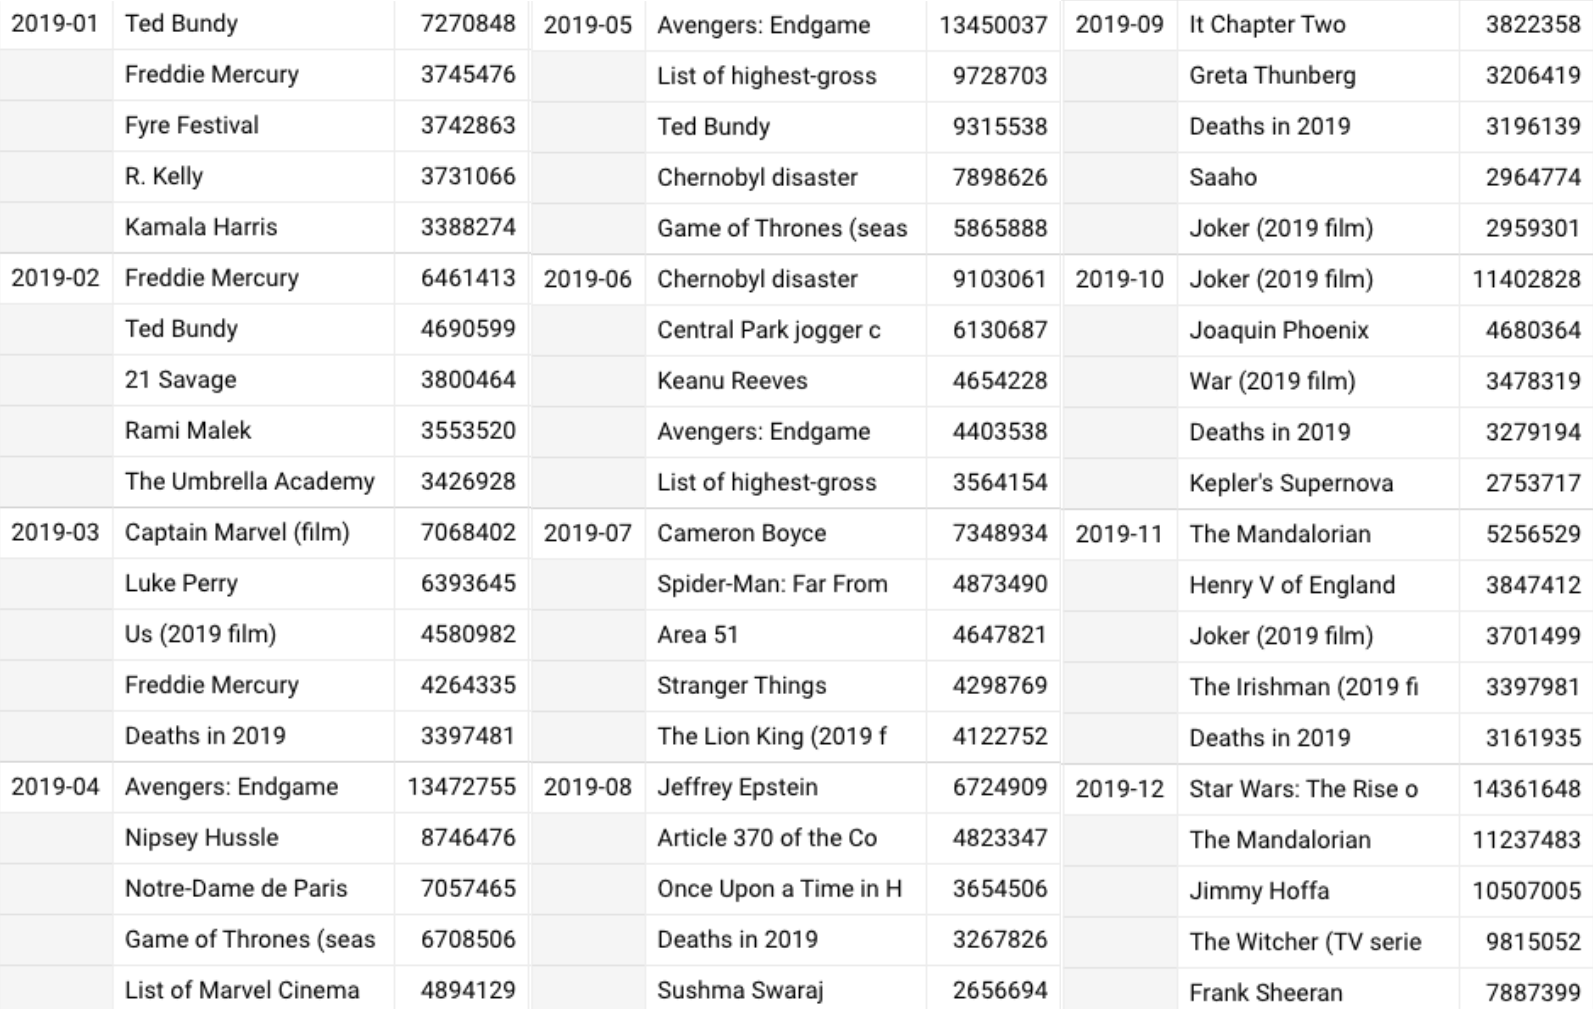 2019-01 Ted Bundy 7270848
Freddie Mercury 3745476
Fyre Festival 3742863
R. Kelly 3731066
Kamala Harris 3388274
2019-02 Freddie Mercury 6461413
Ted Bundy 4690599
21 Savage 3800464
Rami Malek 3553520
The Umbrella Academy 3426928
2019-03 Captain Marvel (film) 7068402
Luke Perry 6393645
Us (2019 film) 4580982
Freddie Mercury 4264335
Deaths in 2019 3397481
2019-04 Avengers: Endgame 13472755
Nipsey Hussle 8746476
Notre-Dame de Paris 7057465
Game of Thrones (seas 6708506
List of Marvel Cinema 4894129
2019-05 Avengers: Endgame 13450037
List of highest-gross 9728703
Ted Bundy 9315538
Chernobyl disaster 7898626
Game of Thrones (seas 5865888
2019-06 Chernobyl disaster 9103061
Central Park jogger c 6130687
Keanu Reeves 4654228
Avengers: Endgame 4403538
List of highest-gross 3564154
2019-07 Cameron Boyce 7348934
Spider-Man: Far From 4873490
Area 51 4647821
Stranger Things 4298769
The Lion King (2019 f 4122752
2019-08 Jeffrey Epstein 6724909
Article 370 of the Co 4823347
Once Upon a Time in H 3654506
Deaths in 2019 3267826
Sushma Swaraj 2656694
2019-09 It Chapter Two 3822358
Greta Thunberg 3206419
Deaths in 2019 3196139
Saaho 2964774
Joker (2019 film) 2959301
2019-10 Joker (2019 film) 11402828
Joaquin Phoenix 4680364
War (2019 film) 3478319
Deaths in 2019 3279194
Kepler's Supernova 2753717
2019-11 The Mandalorian 5256529
Henry V of England 3847412
Joker (2019 film) 3701499
The Irishman (2019 fi 3397981
Deaths in 2019 3161935
2019-12 Star Wars: The Rise o 14361648
The Mandalorian 11237483
Jimmy Hoffa 10507005
The Witcher (TV serie 9815052
Frank Sheeran 7887399